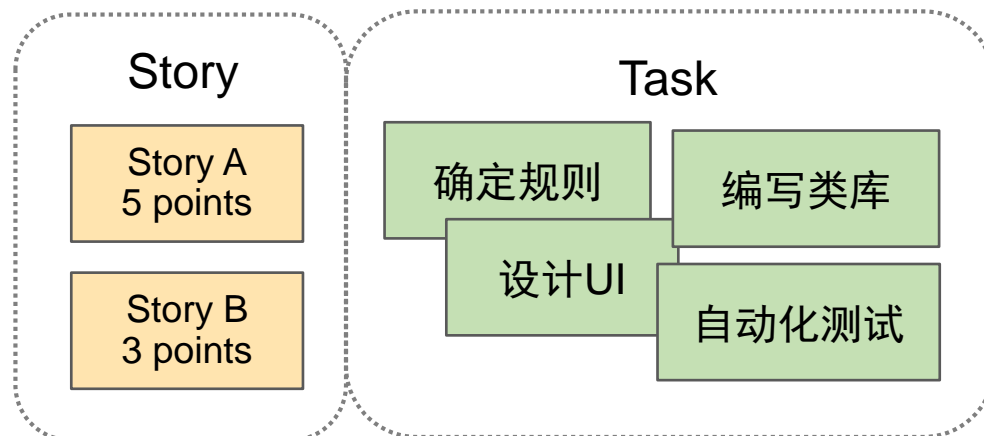 Story
Story A
5 points
Story B
3 points
Task
确定规则
编写类库
设计UI
自动化测试